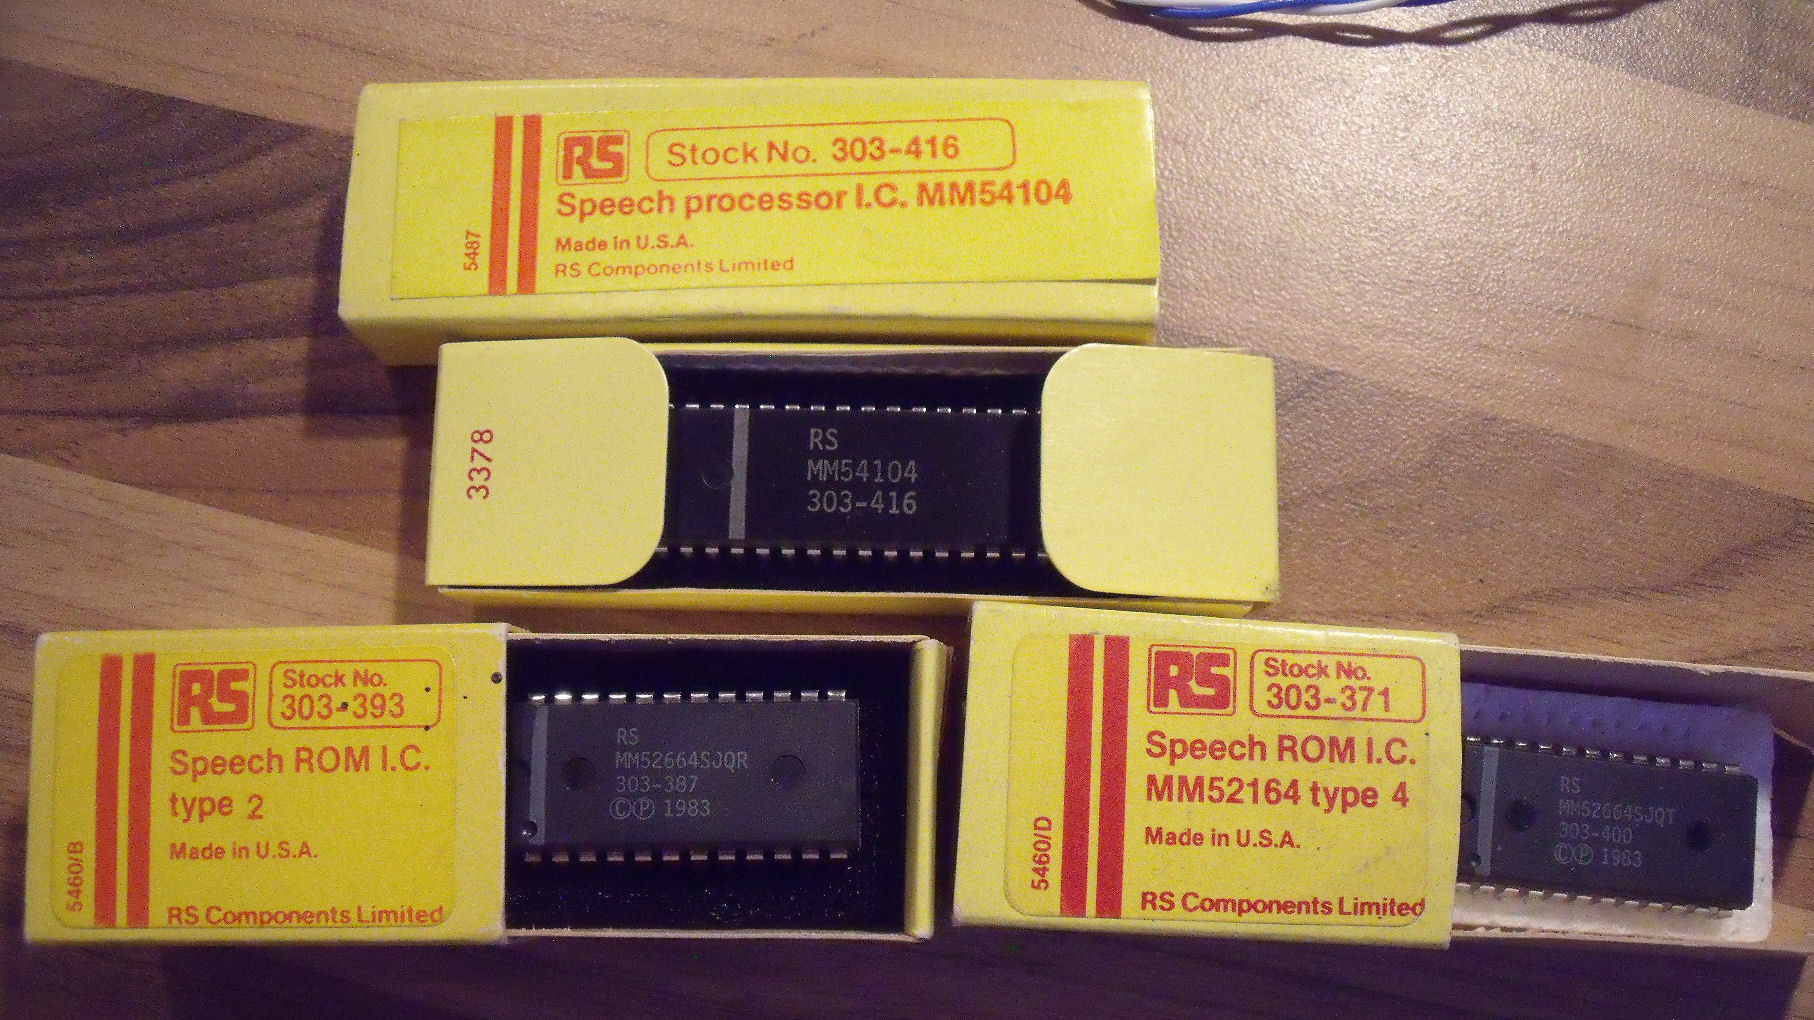 RS Stock No. 303-416
Speech processor I.C. MM54104
Made in U.S.A.
RS Components Limited
5487
3378
RS
MM54104
303-416
RS Stock No.
303-393
Speech ROM I.C.
type 2
Made in U.S.A.
RS Components Limited
5460/B
RS
MM52664SJQR
303-387
©Ⓟ 1983
RS Stock No.
303-371
Speech ROM I.C.
MM52164 type 4
Made in U.S.A.
RS Components Limited
5460/D
RS
MM52664SJQT
303-400
©Ⓟ 1983